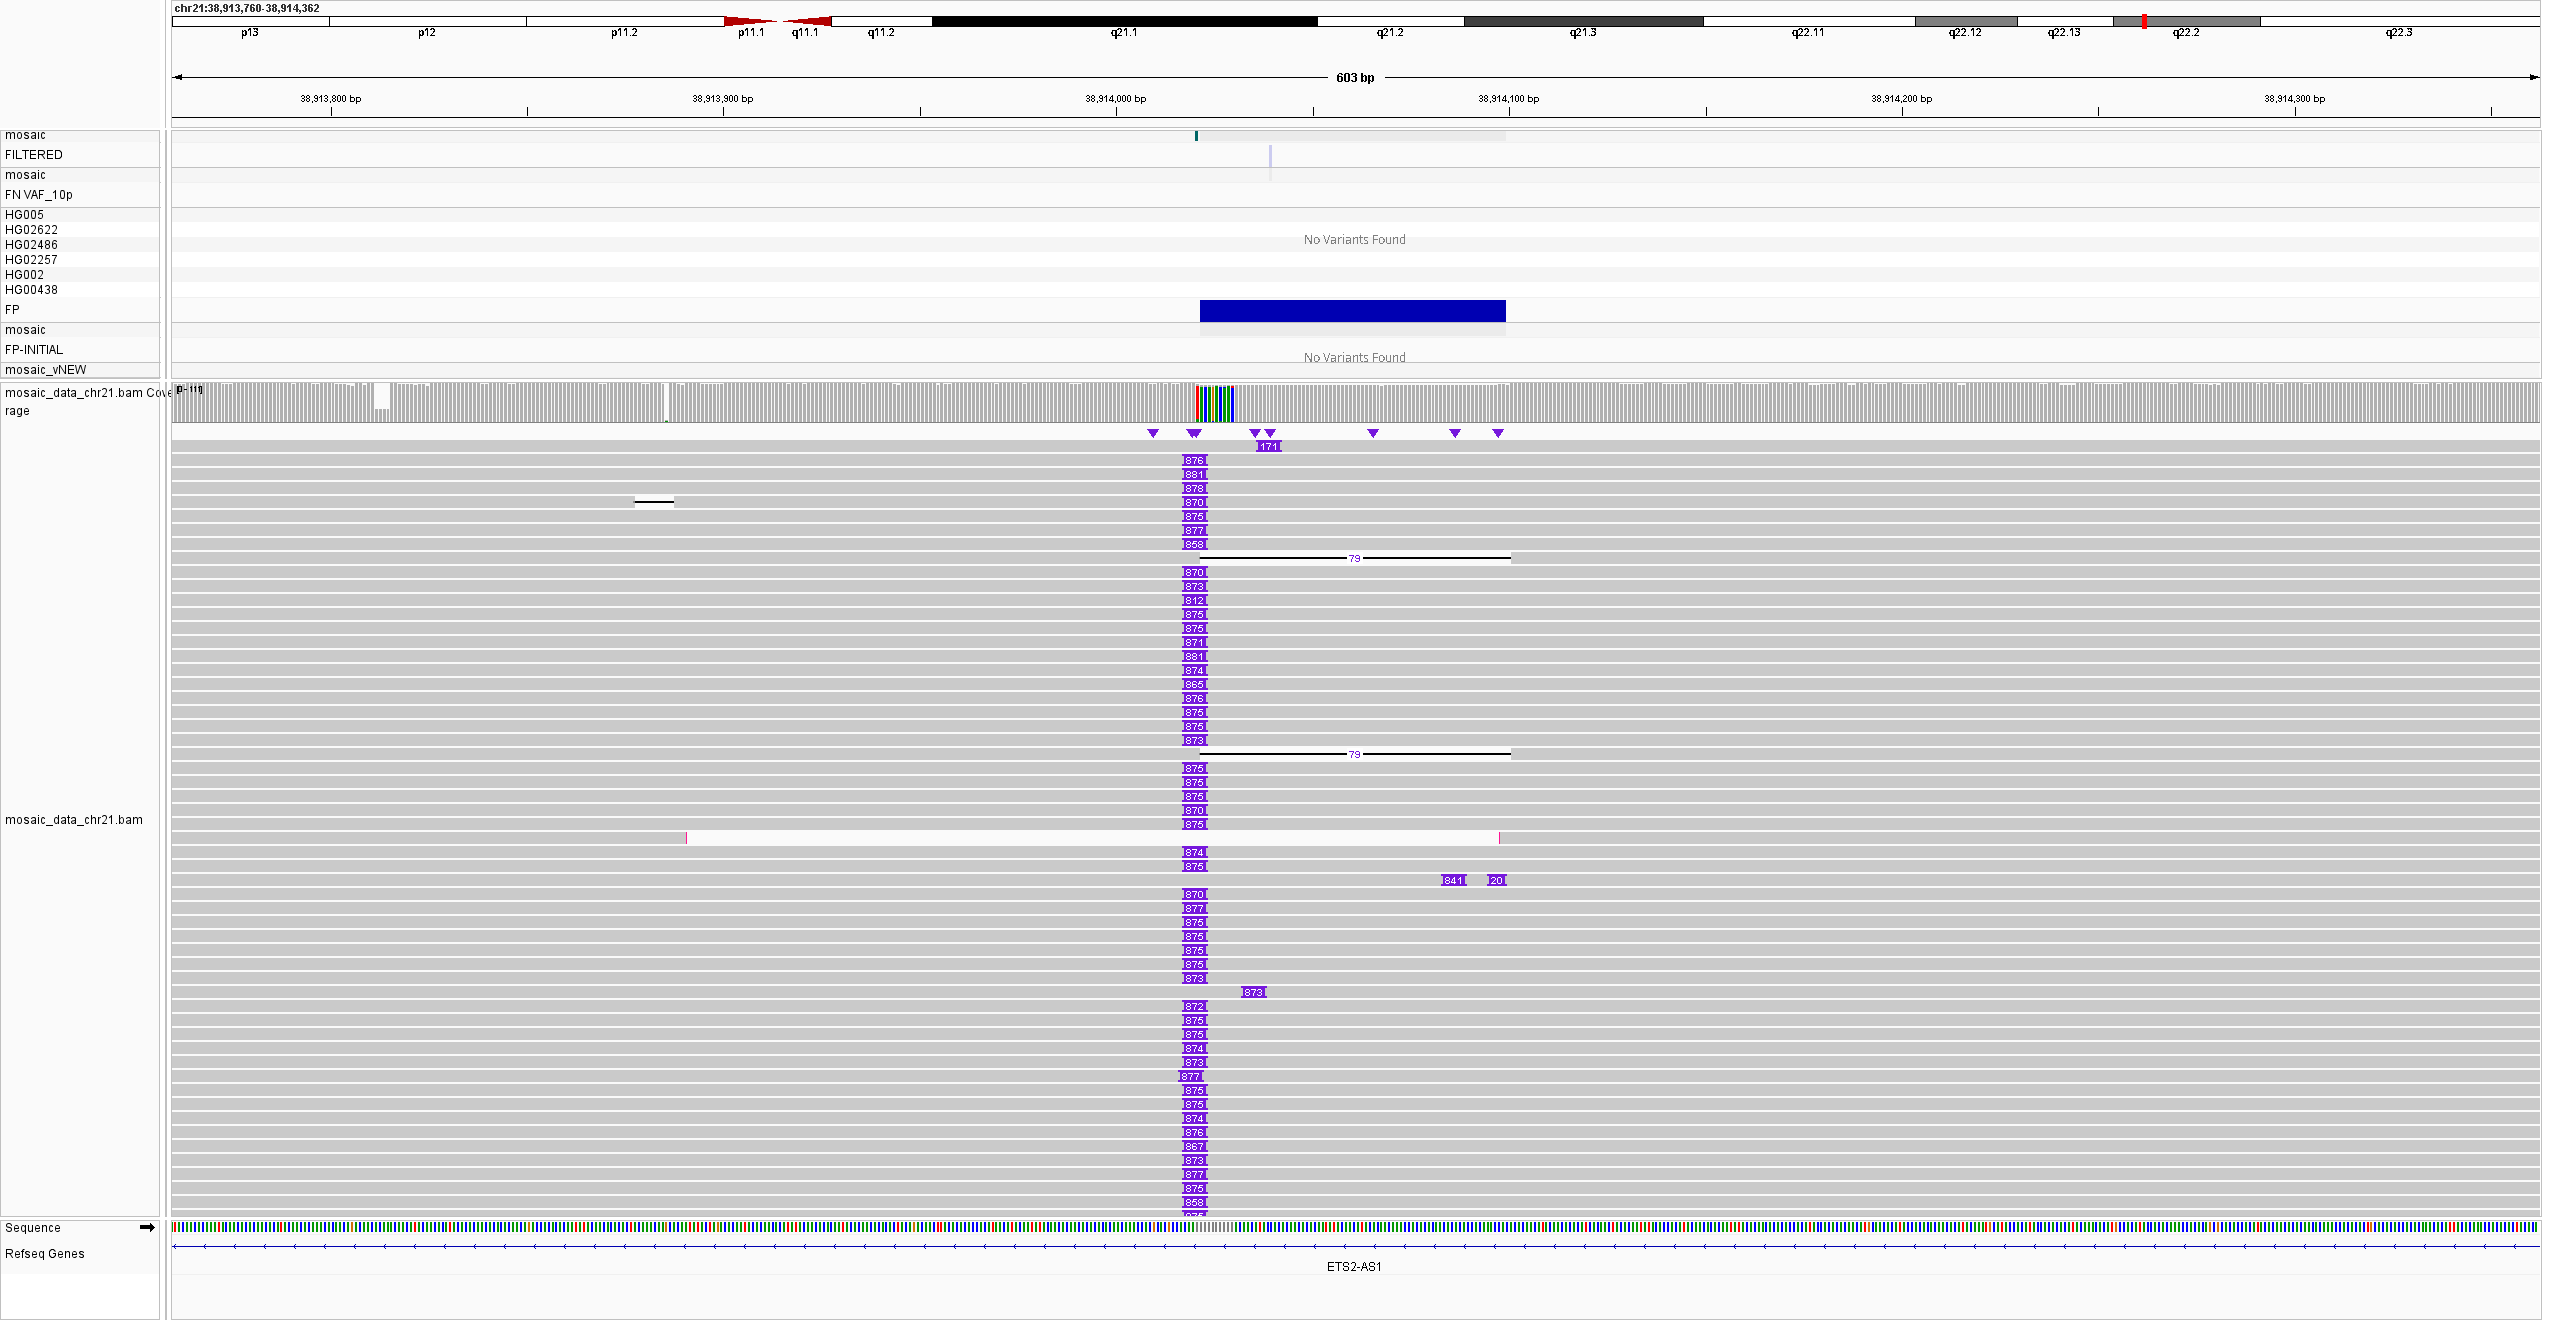 chr21:38,913,760-38,914,362
p13 p12 p11.2 p11.1 q11.1 q11.2 q21.1 q21.2 q21.3 q22.11 q22.12 q22.13 q22.2 q22.3
603 bp
38,913,800 bp 38,913,900 bp 38,914,000 bp 38,914,100 bp 38,914,200 bp 38,914,300 bp
mosaic
FILTERED
mosaic
FN VAF_10p
HG005
HG02622
HG02486
No Variants Found
HG02257
HG002
HG00438
FP
mosaic
FP-INITIAL
No Variants Found
mosaic_vNEW
mosaic_data_chr21.bam Cove
rage
[0 - 111]
171
876
881
878
870
875
877
858
79
870
873
812
875
875
871
881
874
865
876
875
875
873
79
875
875
875
870
mosaic_data_chr21.bam
875
874
875
841 20
870
877
875
875
875
875
873
873
872
875
875
874
873
877
875
875
874
876
867
873
877
875
858
Sequence
Refseq Genes
ETS2-AS1